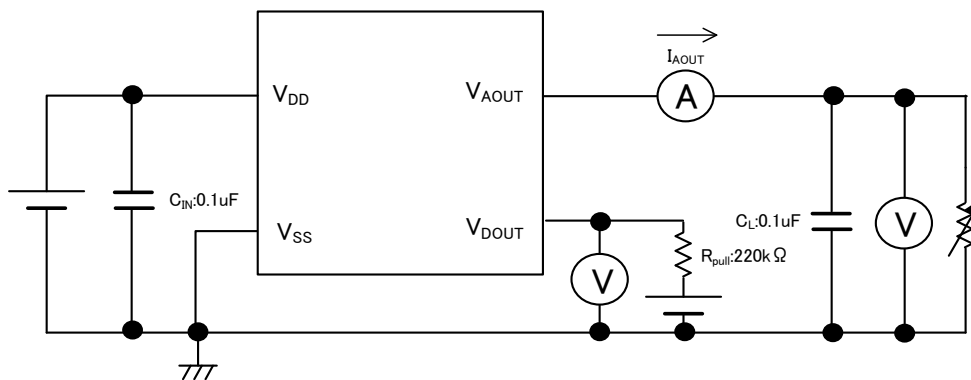 I_AOUT
V_DD
V_AOUT
A
C_IN:0.1uF
V_SS
V_DOUT
C_L:0.1uF
V
R_pull:220kΩ
V